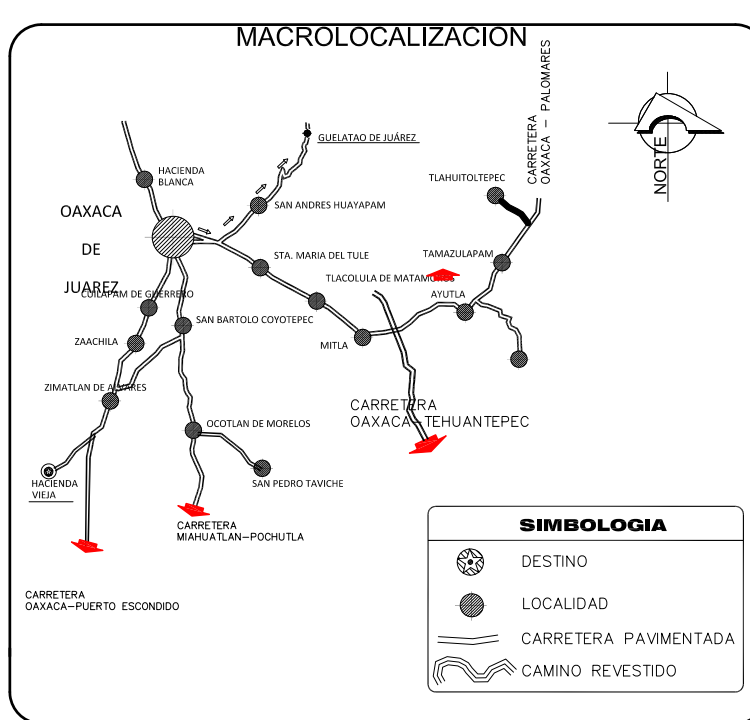 MACROLOCALIZACION
CARRETERA
OAXACA - PALOMARES
NORTE
GUELATAO DE JUÁREZ
HACIENDA
BLANCA
TLAHUITOLTEPEC
OAXACA
DE
JUAREZ
SAN ANDRES HUAYAPAM
STA. MARIA DEL TULE
TAMAZULAPAM
TLACOLULA DE MATAMOROS
CUILAPAM DE GUERRERO
AYUTLA
SAN BARTOLO COYOTEPEC
ZAACHILA
MITLA
ZIMATLAN DE ALVARES
CARRETERA
OAXACA-TEHUANTEPEC
OCOTLAN DE MORELOS
HACIENDA
VIEJA
SAN PEDRO TAVICHE
CARRETERA
MIAHUATLAN-POCHUTLA
CARRETERA
OAXACA-PUERTO ESCONDIDO
SIMBOLOGIA
DESTINO
LOCALIDAD
CARRETERA PAVIMENTADA
CAMINO REVESTIDO